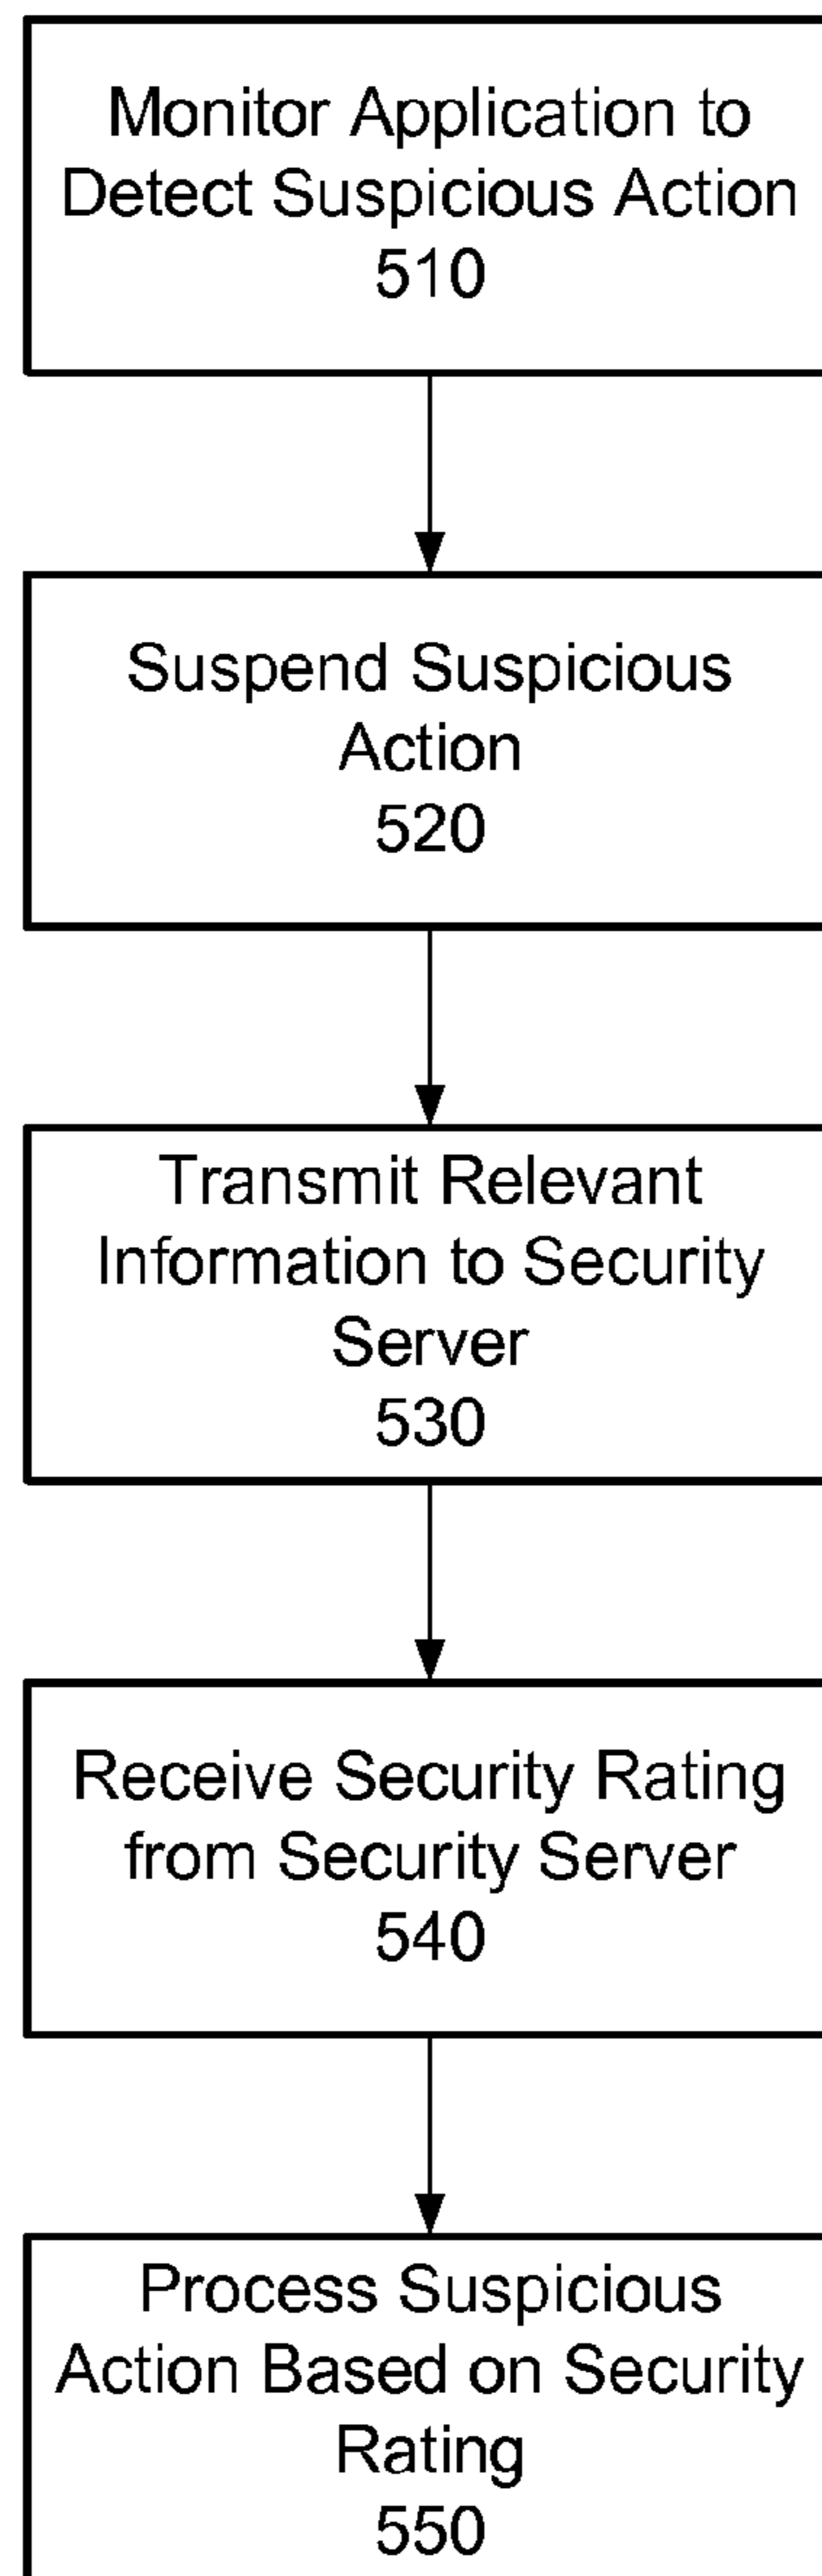 Monitor Application to
Detect Suspicious Action
510
Suspend Suspicious
Action
520
Transmit Relevant
Information to Security
Server
530
Receive Security Rating
from Security Server
540
Process Suspicious
Action Based on Security
Rating
550